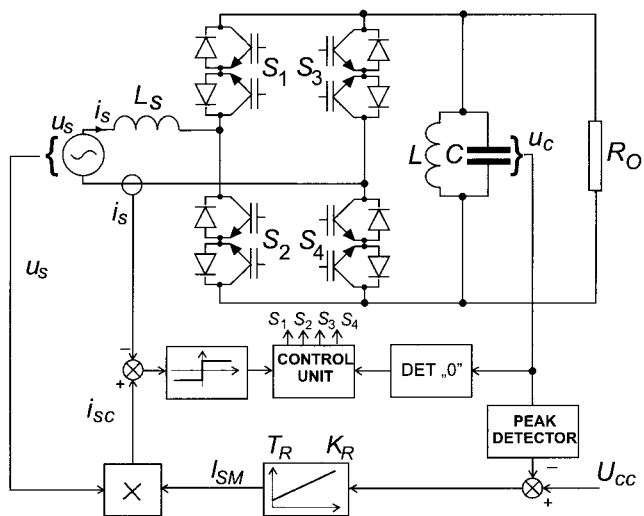 S1 S3
LS
iS
uS
{
L C } uC RO
iS
S2 S4
uS
S1 S2 S3 S4
−
+
CONTROL
UNIT
DET „0”
iSC
PEAK
DETECTOR
TR KR
ISM
×
−
+
UCC